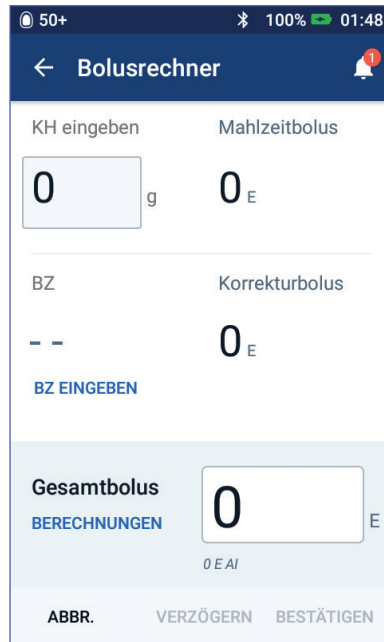 50+ 100% 01:48
Bolusrechner 1
KH eingeben Mahlzeitbolus
0 g 0 E
BZ Korrekturbolus
-- 0 E
BZ EINGEBEN
Gesamtbolus
BERECHNUNGEN 0 E
0 E AI
ABBR. VERZÖGERN BESTÄTIGEN